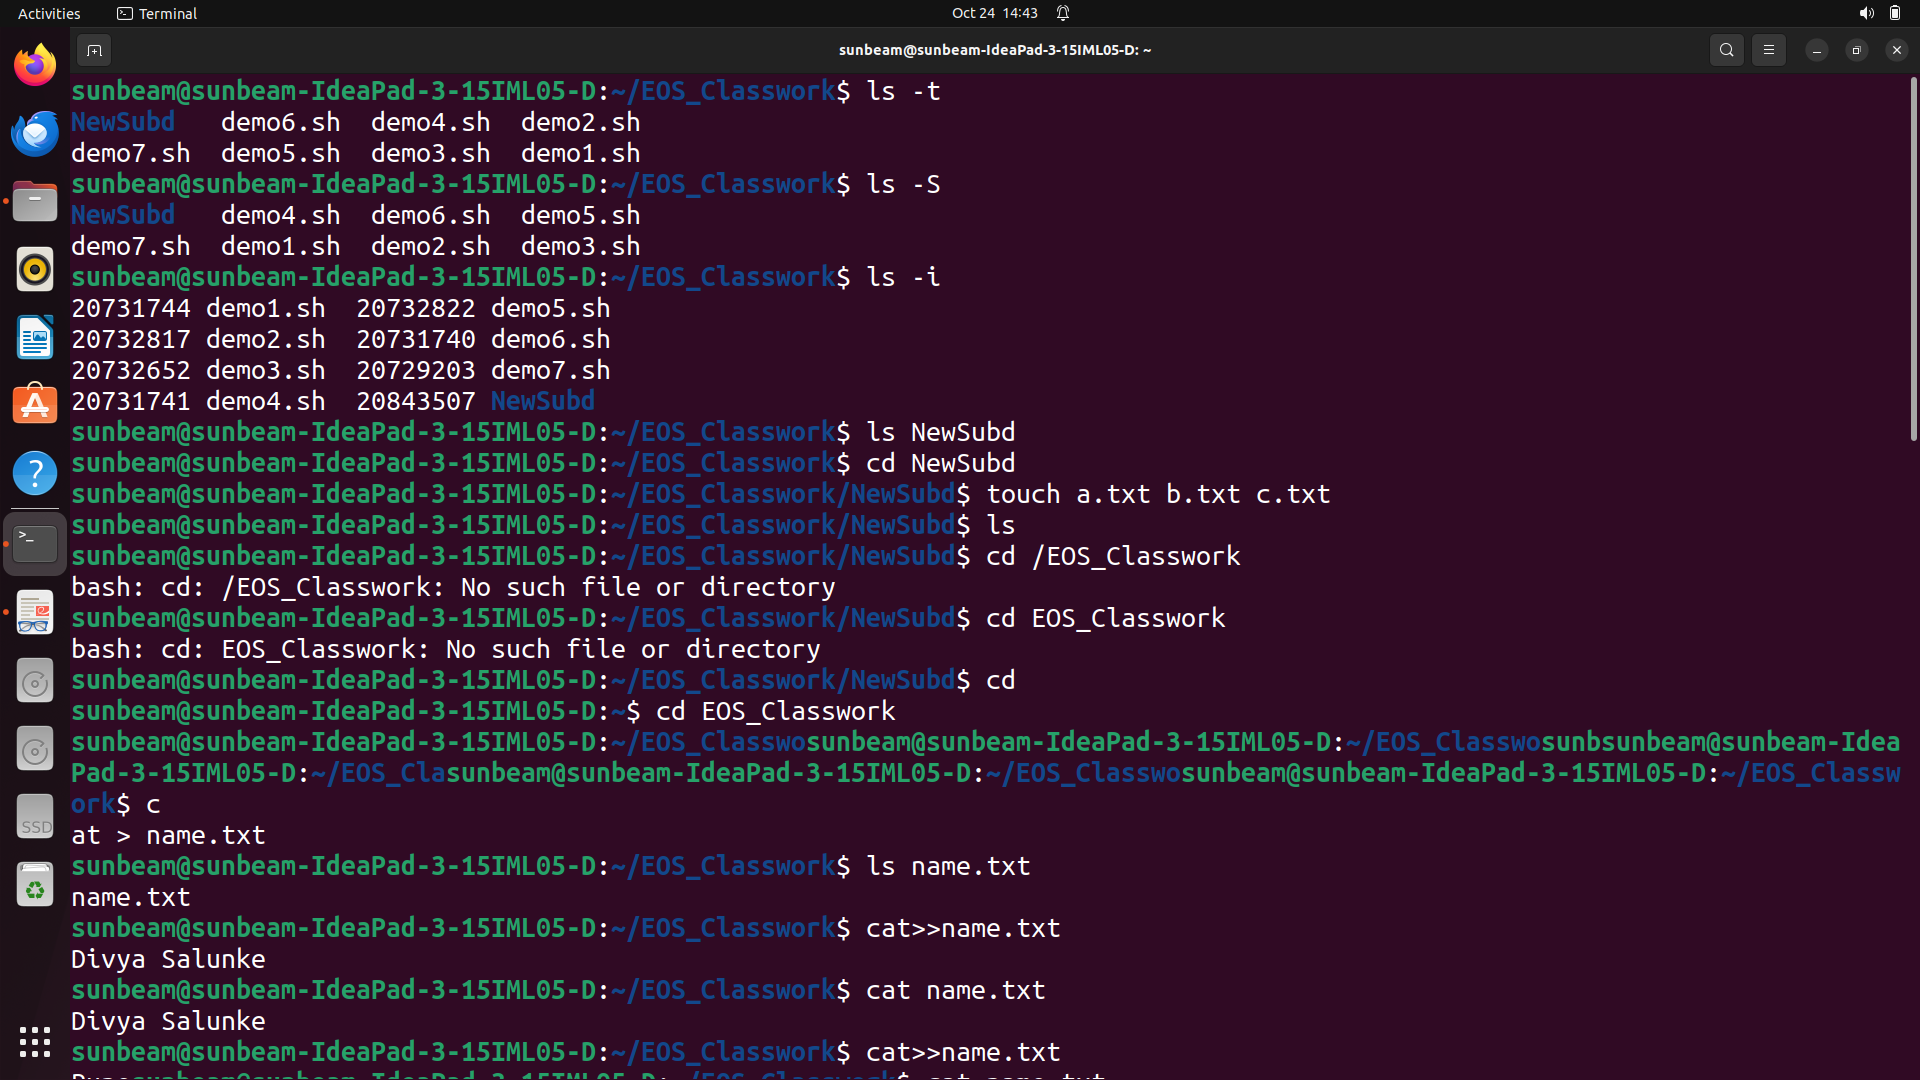 Activities Terminal Oct 24 14:43
sunbeam@sunbeam-IdeaPad-3-15IML05-D: ~
sunbeam@sunbeam-IdeaPad-3-15IML05-D:~/EOS_Classwork$ ls -t
NewSubd demo6.sh demo4.sh demo2.sh
demo7.sh demo5.sh demo3.sh demo1.sh
sunbeam@sunbeam-IdeaPad-3-15IML05-D:~/EOS_Classwork$ ls -S
NewSubd demo4.sh demo6.sh demo5.sh
demo7.sh demo1.sh demo2.sh demo3.sh
sunbeam@sunbeam-IdeaPad-3-15IML05-D:~/EOS_Classwork$ ls -i
20731744 demo1.sh 20732822 demo5.sh
20732817 demo2.sh 20731740 demo6.sh
20732652 demo3.sh 20729203 demo7.sh
20731741 demo4.sh 20843507 NewSubd
sunbeam@sunbeam-IdeaPad-3-15IML05-D:~/EOS_Classwork$ ls NewSubd
sunbeam@sunbeam-IdeaPad-3-15IML05-D:~/EOS_Classwork$ cd NewSubd
sunbeam@sunbeam-IdeaPad-3-15IML05-D:~/EOS_Classwork/NewSubd$ touch a.txt b.txt c.txt
sunbeam@sunbeam-IdeaPad-3-15IML05-D:~/EOS_Classwork/NewSubd$ ls
sunbeam@sunbeam-IdeaPad-3-15IML05-D:~/EOS_Classwork/NewSubd$ cd /EOS_Classwork
bash: cd: /EOS_Classwork: No such file or directory
sunbeam@sunbeam-IdeaPad-3-15IML05-D:~/EOS_Classwork/NewSubd$ cd EOS_Classwork
bash: cd: EOS_Classwork: No such file or directory
sunbeam@sunbeam-IdeaPad-3-15IML05-D:~/EOS_Classwork/NewSubd$ cd
sunbeam@sunbeam-IdeaPad-3-15IML05-D:~$ cd EOS_Classwork
sunbeam@sunbeam-IdeaPad-3-15IML05-D:~/EOS_Classwosunbeam@sunbeam-IdeaPad-3-15IML05-D:~/EOS_Classwosunbsunbeam@sunbeam-Idea
Pad-3-15IML05-D:~/EOS_Clasunbeam@sunbeam-IdeaPad-3-15IML05-D:~/EOS_Classwosunbeam@sunbeam-IdeaPad-3-15IML05-D:~/EOS_Classw
ork$ c
at > name.txt
sunbeam@sunbeam-IdeaPad-3-15IML05-D:~/EOS_Classwork$ ls name.txt
name.txt
sunbeam@sunbeam-IdeaPad-3-15IML05-D:~/EOS_Classwork$ cat>>name.txt
Divya Salunke
sunbeam@sunbeam-IdeaPad-3-15IML05-D:~/EOS_Classwork$ cat name.txt
Divya Salunke
sunbeam@sunbeam-IdeaPad-3-15IML05-D:~/EOS_Classwork$ cat>>name.txt
SSD